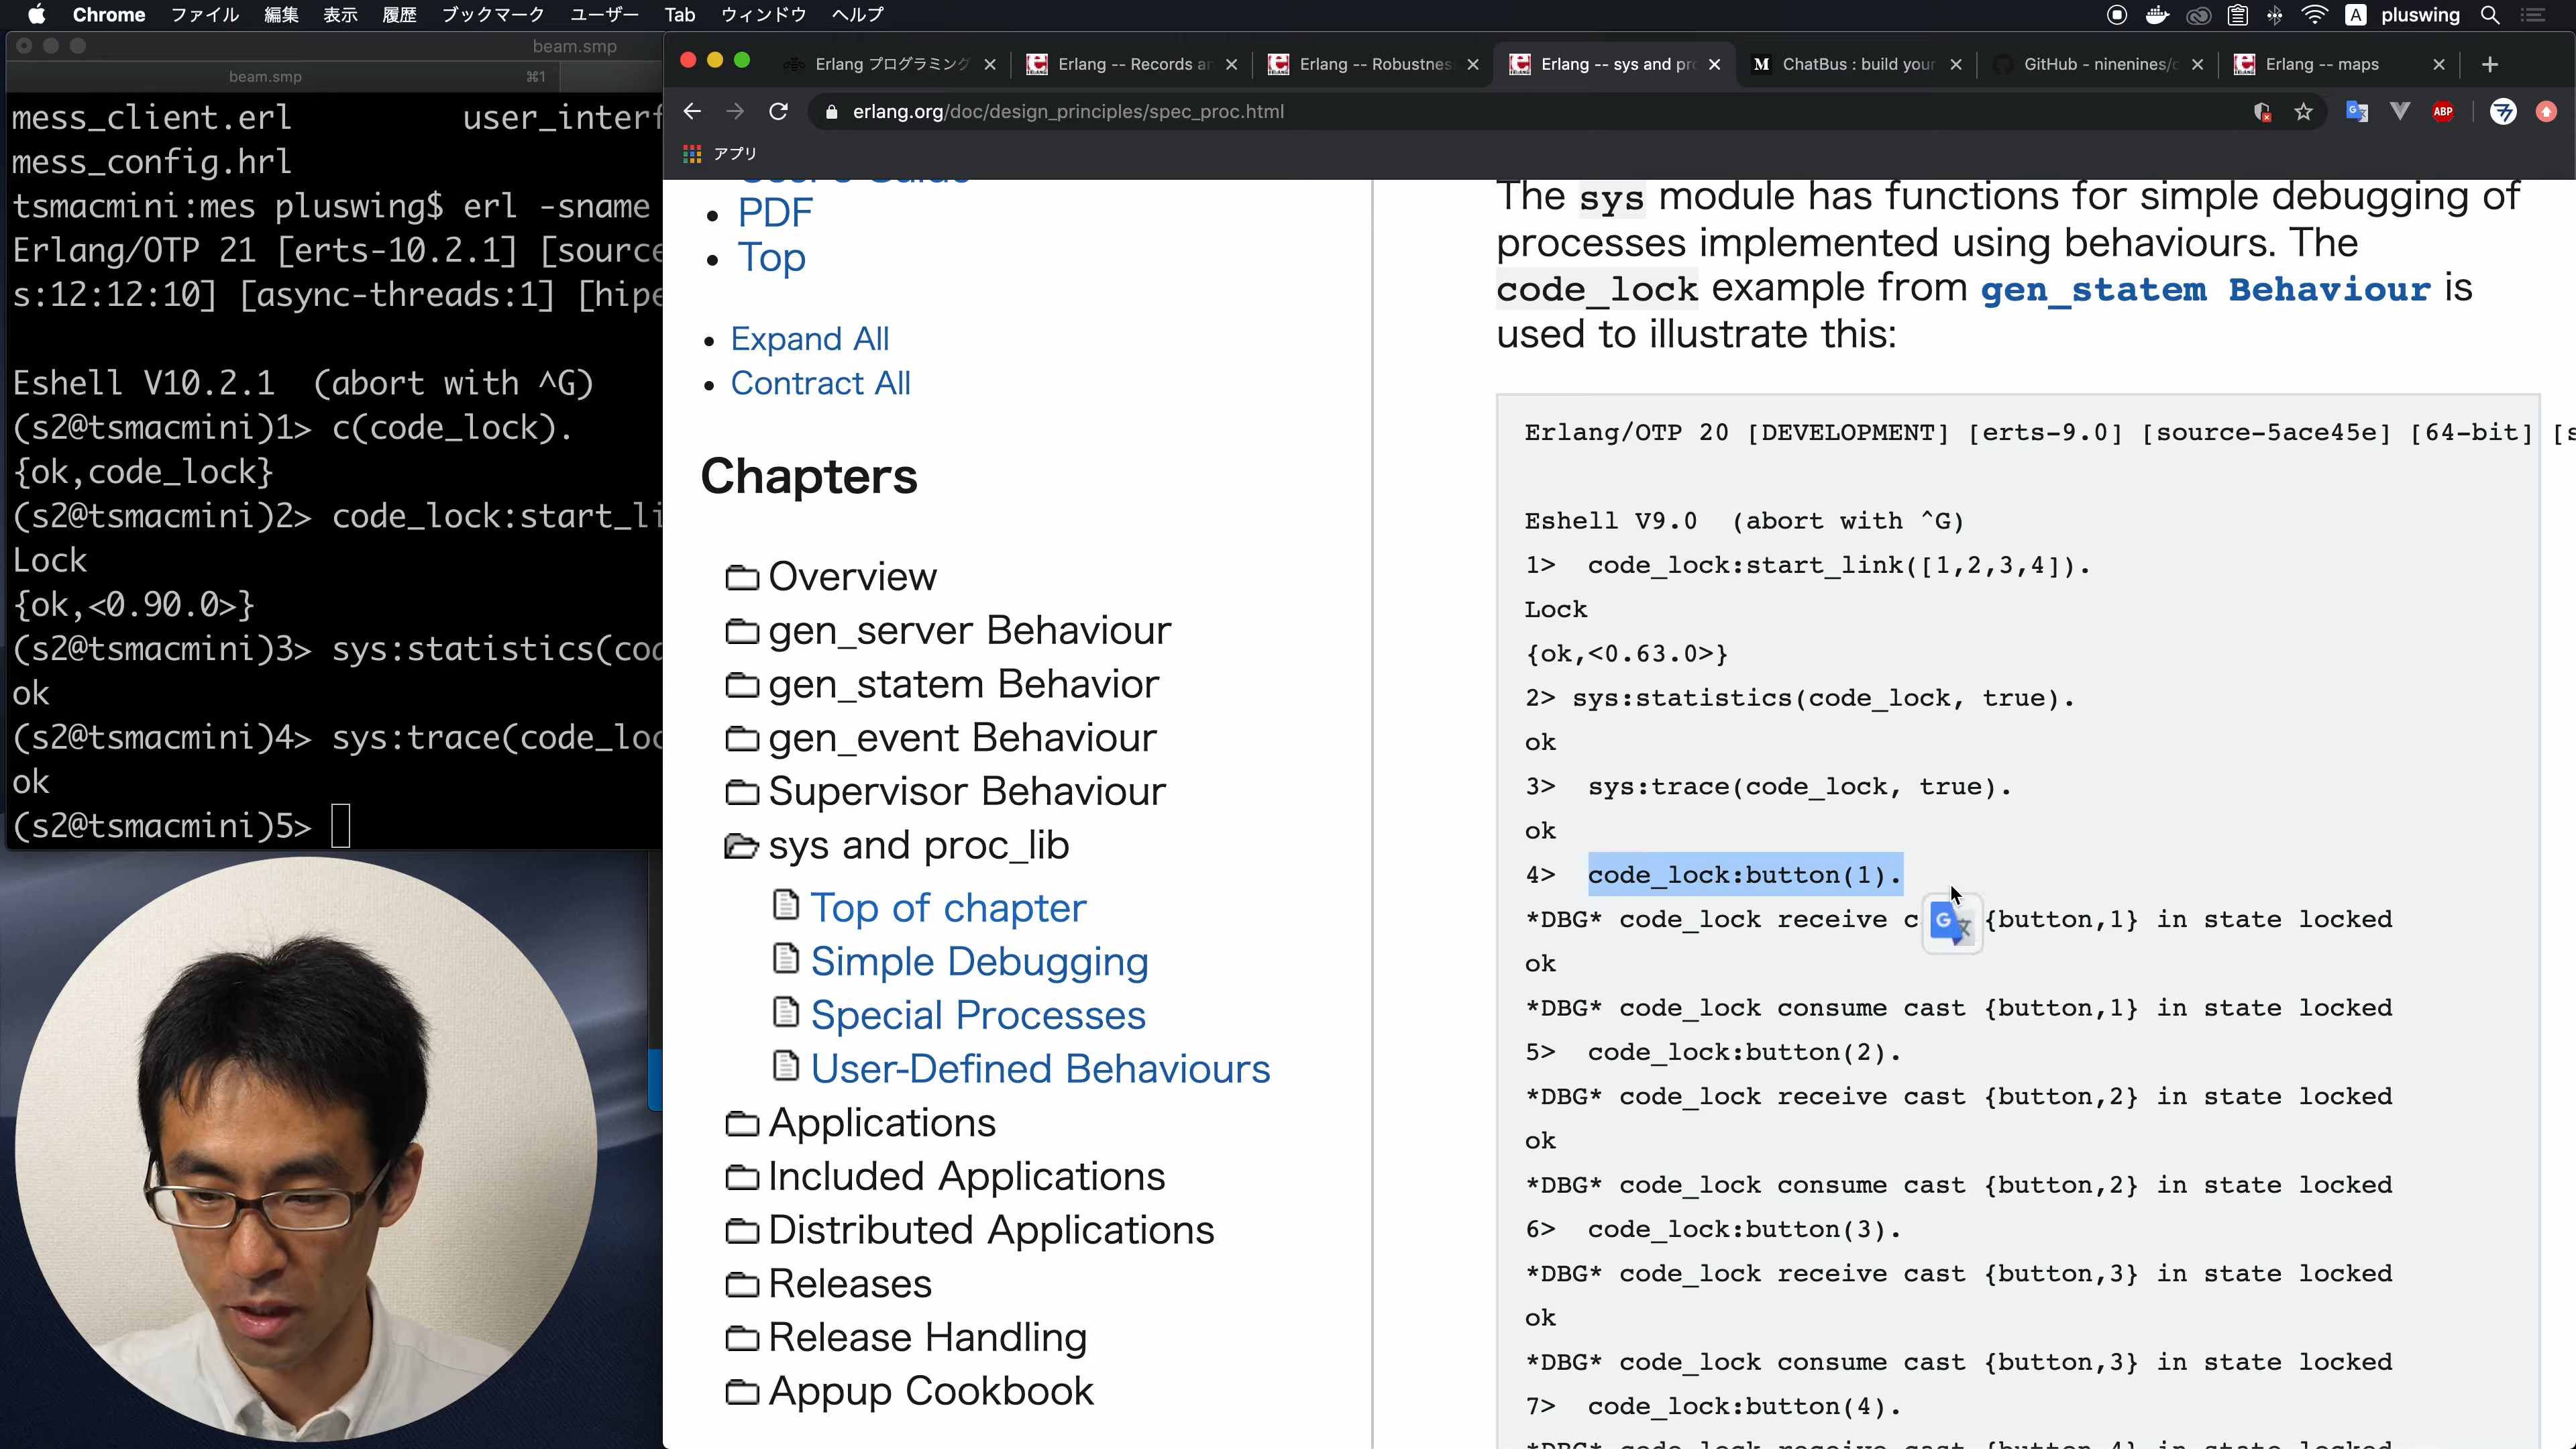 Chrome ファイル 編集 表示 履歴 ブックマーク ユーザー Tab ウィンドウ ヘルプ
A pluswing
beam.smp
beam.smp ⌘1
mess_client.erl user_interf
mess_config.hrl
tsmacmini:mes pluswing$ erl -sname
Erlang/OTP 21 [erts-10.2.1] [source
s:12:12:10] [async-threads:1] [hipe
Eshell V10.2.1 (abort with ^G)
(s2@tsmacmini)1> c(code_lock).
{ok,code_lock}
(s2@tsmacmini)2> code_lock:start_li
Lock
{ok,<0.90.0>}
(s2@tsmacmini)3> sys:statistics(cod
ok
(s2@tsmacmini)4> sys:trace(code_loc
ok
(s2@tsmacmini)5>
Erlang プログラミング
Erlang -- Records an
Erlang -- Robustness
Erlang -- sys and pro
M ChatBus : build your
GitHub - ninenines/c
Erlang -- maps
erlang.org/doc/design_principles/spec_proc.html
ABP
アプリ
User's Guide
PDF
Top
Expand All
Contract All
Chapters
Overview
gen_server Behaviour
gen_statem Behavior
gen_event Behaviour
Supervisor Behaviour
sys and proc_lib
Top of chapter
Simple Debugging
Special Processes
User-Defined Behaviours
Applications
Included Applications
Distributed Applications
Releases
Release Handling
Appup Cookbook
The sys module has functions for simple debugging of
processes implemented using behaviours. The
code_lock example from gen_statem Behaviour is
used to illustrate this:
Erlang/OTP 20 [DEVELOPMENT] [erts-9.0] [source-5ace45e] [64-bit] [s
Eshell V9.0 (abort with ^G)
1> code_lock:start_link([1,2,3,4]).
Lock
{ok,<0.63.0>}
2> sys:statistics(code_lock, true).
ok
3> sys:trace(code_lock, true).
ok
4> code_lock:button(1).
*DBG* code_lock receive c {button,1} in state locked
ok
*DBG* code_lock consume cast {button,1} in state locked
5> code_lock:button(2).
*DBG* code_lock receive cast {button,2} in state locked
ok
*DBG* code_lock consume cast {button,2} in state locked
6> code_lock:button(3).
*DBG* code_lock receive cast {button,3} in state locked
ok
*DBG* code_lock consume cast {button,3} in state locked
7> code_lock:button(4).
*DBG* code_lock receive cast {button,4} in state locked